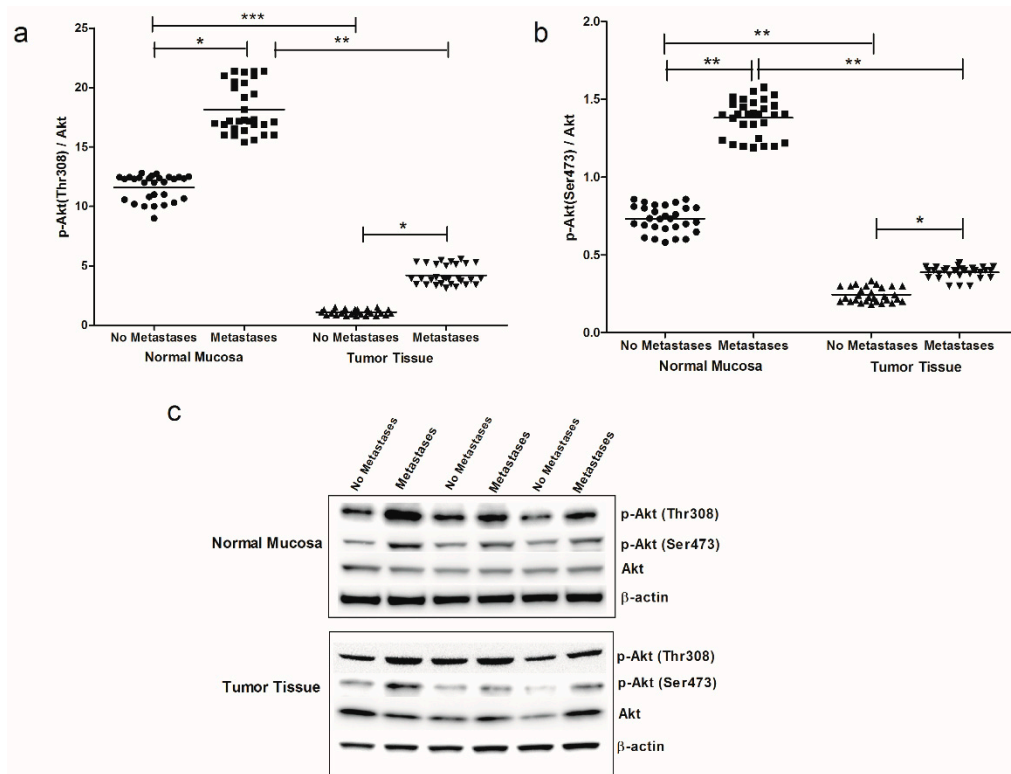 a
p-Akt(Thr308) / Akt
25
20
15
10
5
0
***
*
**
*
No Metastases Metastases No Metastases Metastases
Normal Mucosa Tumor Tissue
b
p-Akt(Ser473) / Akt
2.0
1.5
1.0
0.5
0.0
**
** **
*
No Metastases Metastases No Metastases Metastases
Normal Mucosa Tumor Tissue
c
No Metastases Metastases No Metastases Metastases No Metastases Metastases
Normal Mucosa
p-Akt (Thr308)
p-Akt (Ser473)
Akt
β-actin
Tumor Tissue
p-Akt (Thr308)
p-Akt (Ser473)
Akt
β-actin